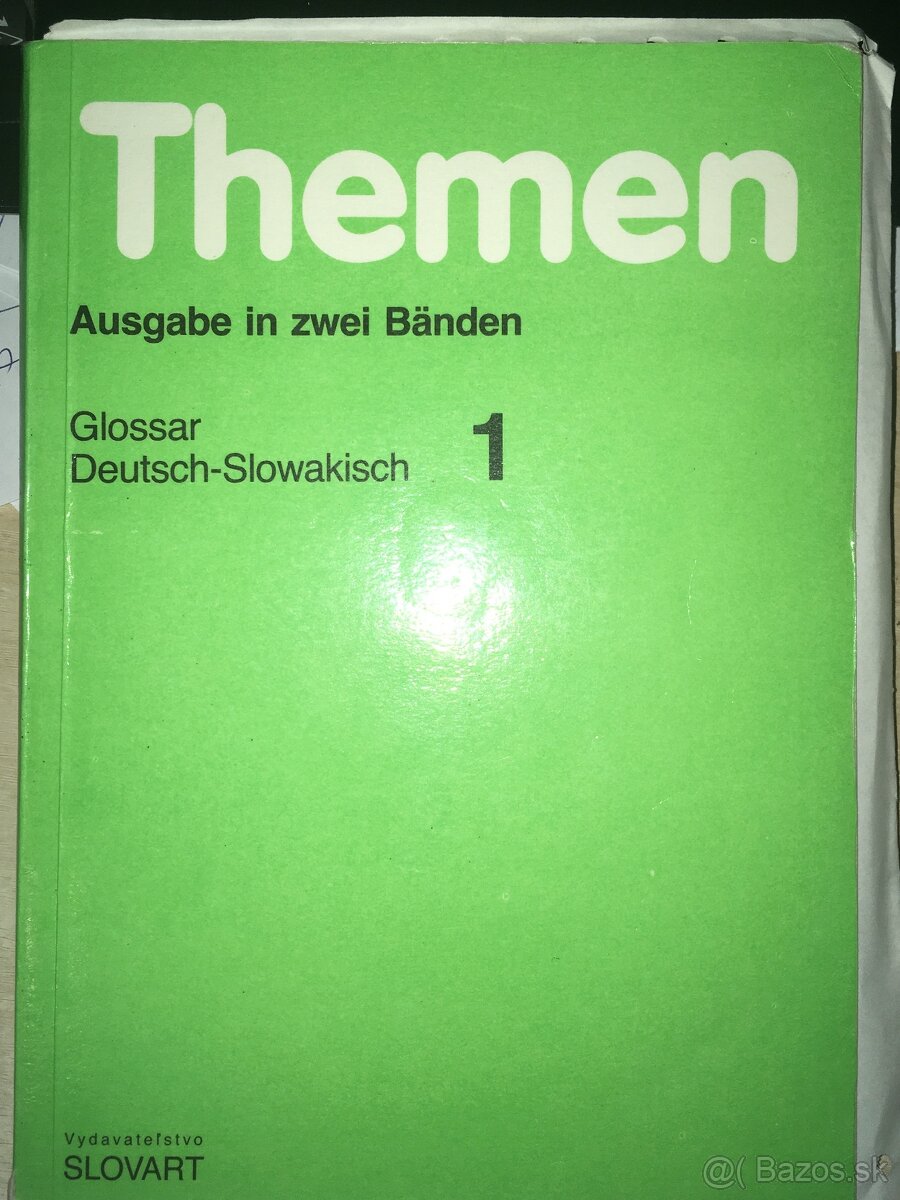 Themen
Ausgabe in zwei Bänden
Glossar
Deutsch-Slowakisch 1
Vydavateľstvo
SLOVART
@( Bazos.sk